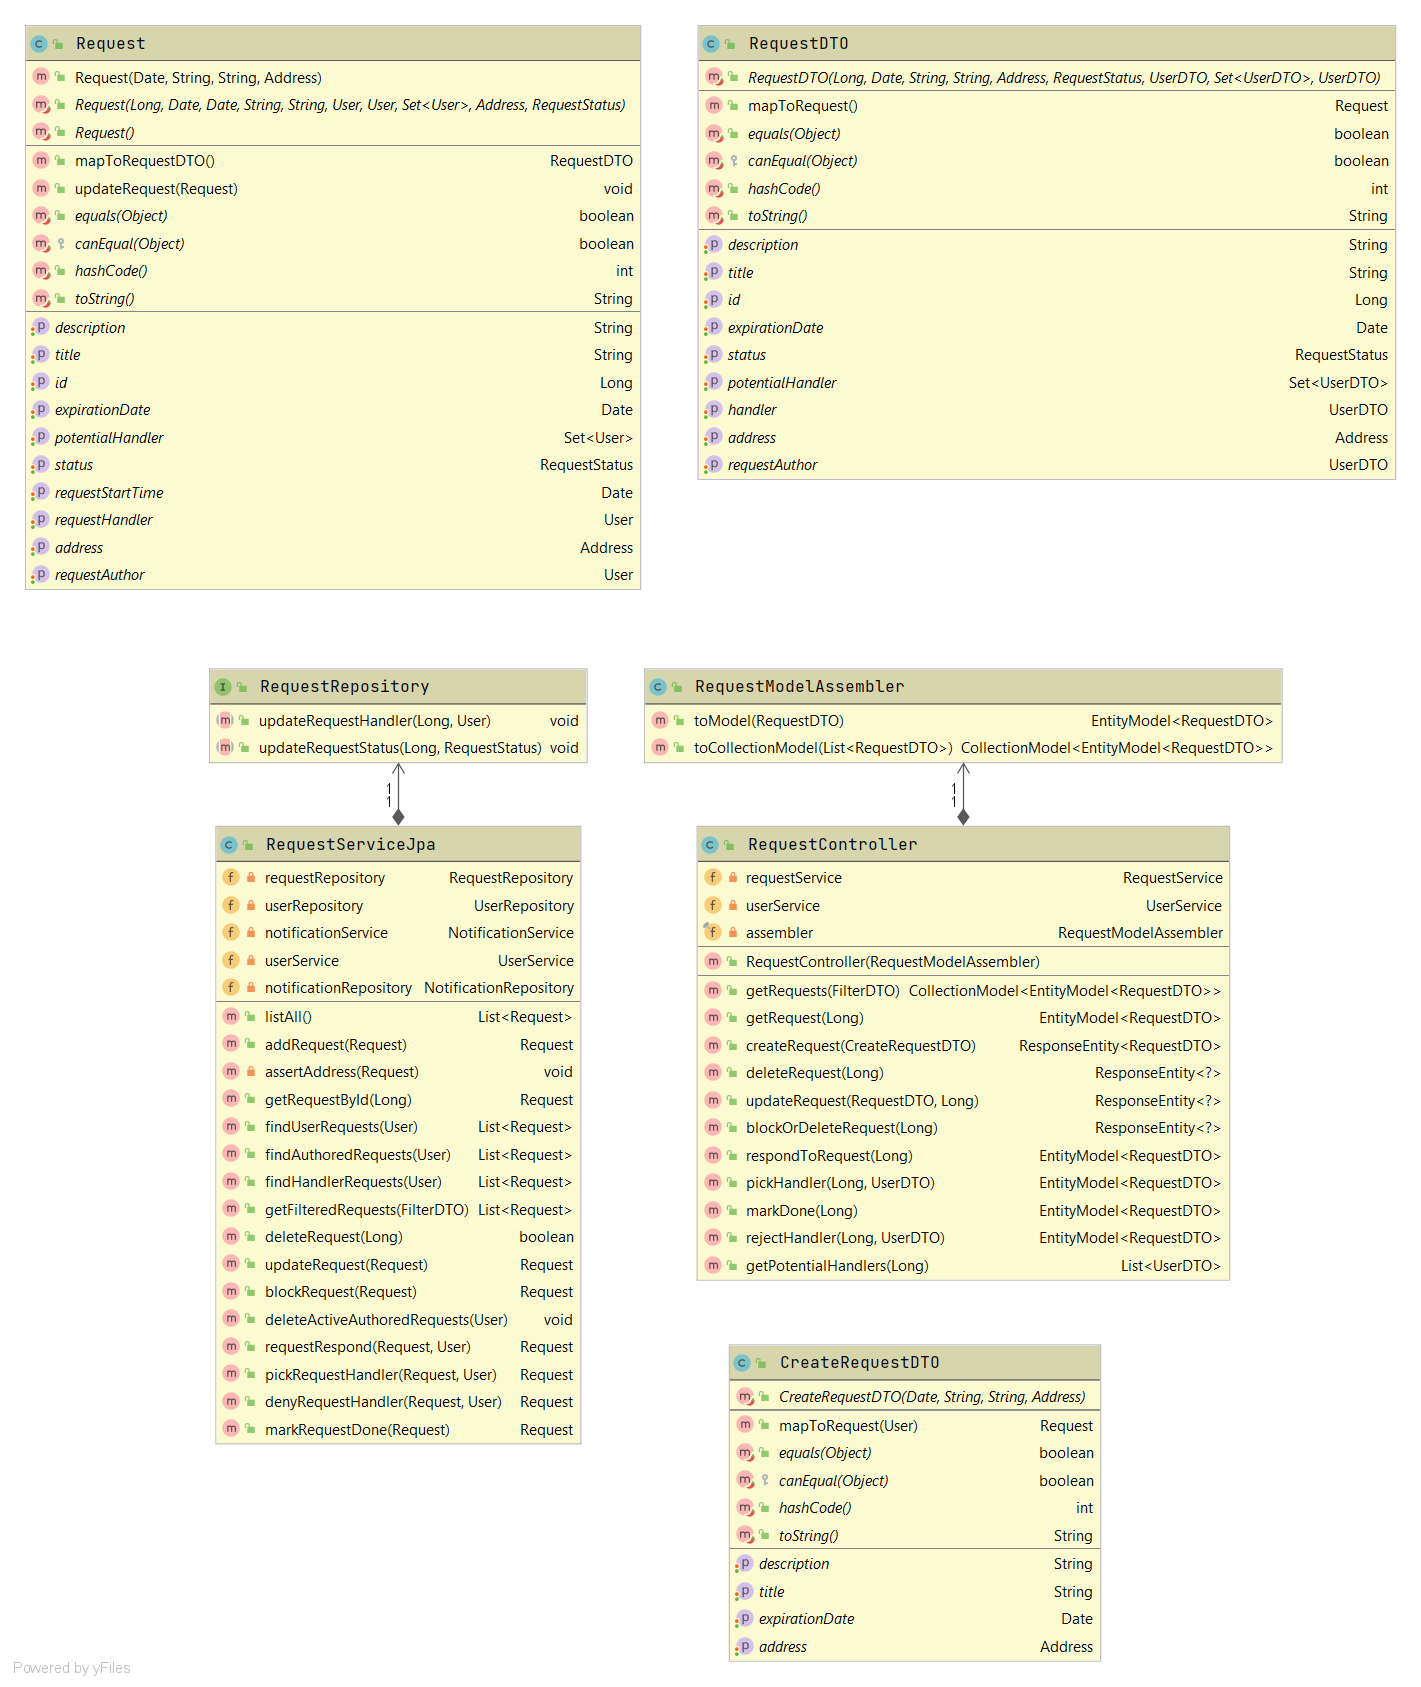 Request
Request(Date, String, String, Address)
Request(Long, Date, Date, String, String, User, User, Set<User>, Address, RequestStatus)
Request()
mapToRequestDTO() RequestDTO
updateRequest(Request) void
equals(Object) boolean
canEqual(Object) boolean
hashCode() int
toString() String
description String
title String
id Long
expirationDate Date
potentialHandler Set<User>
status RequestStatus
requestStartTime Date
requestHandler User
address Address
requestAuthor User
RequestDTO
RequestDTO(Long, Date, String, String, Address, RequestStatus, UserDTO, Set<UserDTO>, UserDTO)
mapToRequest() Request
equals(Object) boolean
canEqual(Object) boolean
hashCode() int
toString() String
description String
title String
id Long
expirationDate Date
status RequestStatus
potentialHandler Set<UserDTO>
handler UserDTO
address Address
requestAuthor UserDTO
RequestRepository
updateRequestHandler(Long, User) void
updateRequestStatus(Long, RequestStatus) void
1
1
RequestServiceJpa
requestRepository RequestRepository
userRepository UserRepository
notificationService NotificationService
userService UserService
notificationRepository NotificationRepository
listAll() List<Request>
addRequest(Request) Request
assertAddress(Request) void
getRequestById(Long) Request
findUserRequests(User) List<Request>
findAuthoredRequests(User) List<Request>
findHandlerRequests(User) List<Request>
getFilteredRequests(FilterDTO) List<Request>
deleteRequest(Long) boolean
updateRequest(Request) Request
blockRequest(Request) Request
deleteActiveAuthoredRequests(User) void
requestRespond(Request, User) Request
pickRequestHandler(Request, User) Request
denyRequestHandler(Request, User) Request
markRequestDone(Request) Request
RequestModelAssembler
toModel(RequestDTO) EntityModel<RequestDTO>
toCollectionModel(List<RequestDTO>) CollectionModel<EntityModel<RequestDTO>>
1
1
RequestController
requestService RequestService
userService UserService
assembler RequestModelAssembler
RequestController(RequestModelAssembler)
getRequests(FilterDTO) CollectionModel<EntityModel<RequestDTO>>
getRequest(Long) EntityModel<RequestDTO>
createRequest(CreateRequestDTO) ResponseEntity<RequestDTO>
deleteRequest(Long) ResponseEntity<?>
updateRequest(RequestDTO, Long) ResponseEntity<?>
blockOrDeleteRequest(Long) ResponseEntity<?>
respondToRequest(Long) EntityModel<RequestDTO>
pickHandler(Long, UserDTO) EntityModel<RequestDTO>
markDone(Long) EntityModel<RequestDTO>
rejectHandler(Long, UserDTO) EntityModel<RequestDTO>
getPotentialHandlers(Long) List<UserDTO>
CreateRequestDTO
CreateRequestDTO(Date, String, String, Address)
mapToRequest(User) Request
equals(Object) boolean
canEqual(Object) boolean
hashCode() int
toString() String
description String
title String
expirationDate Date
address Address
Powered by yFiles